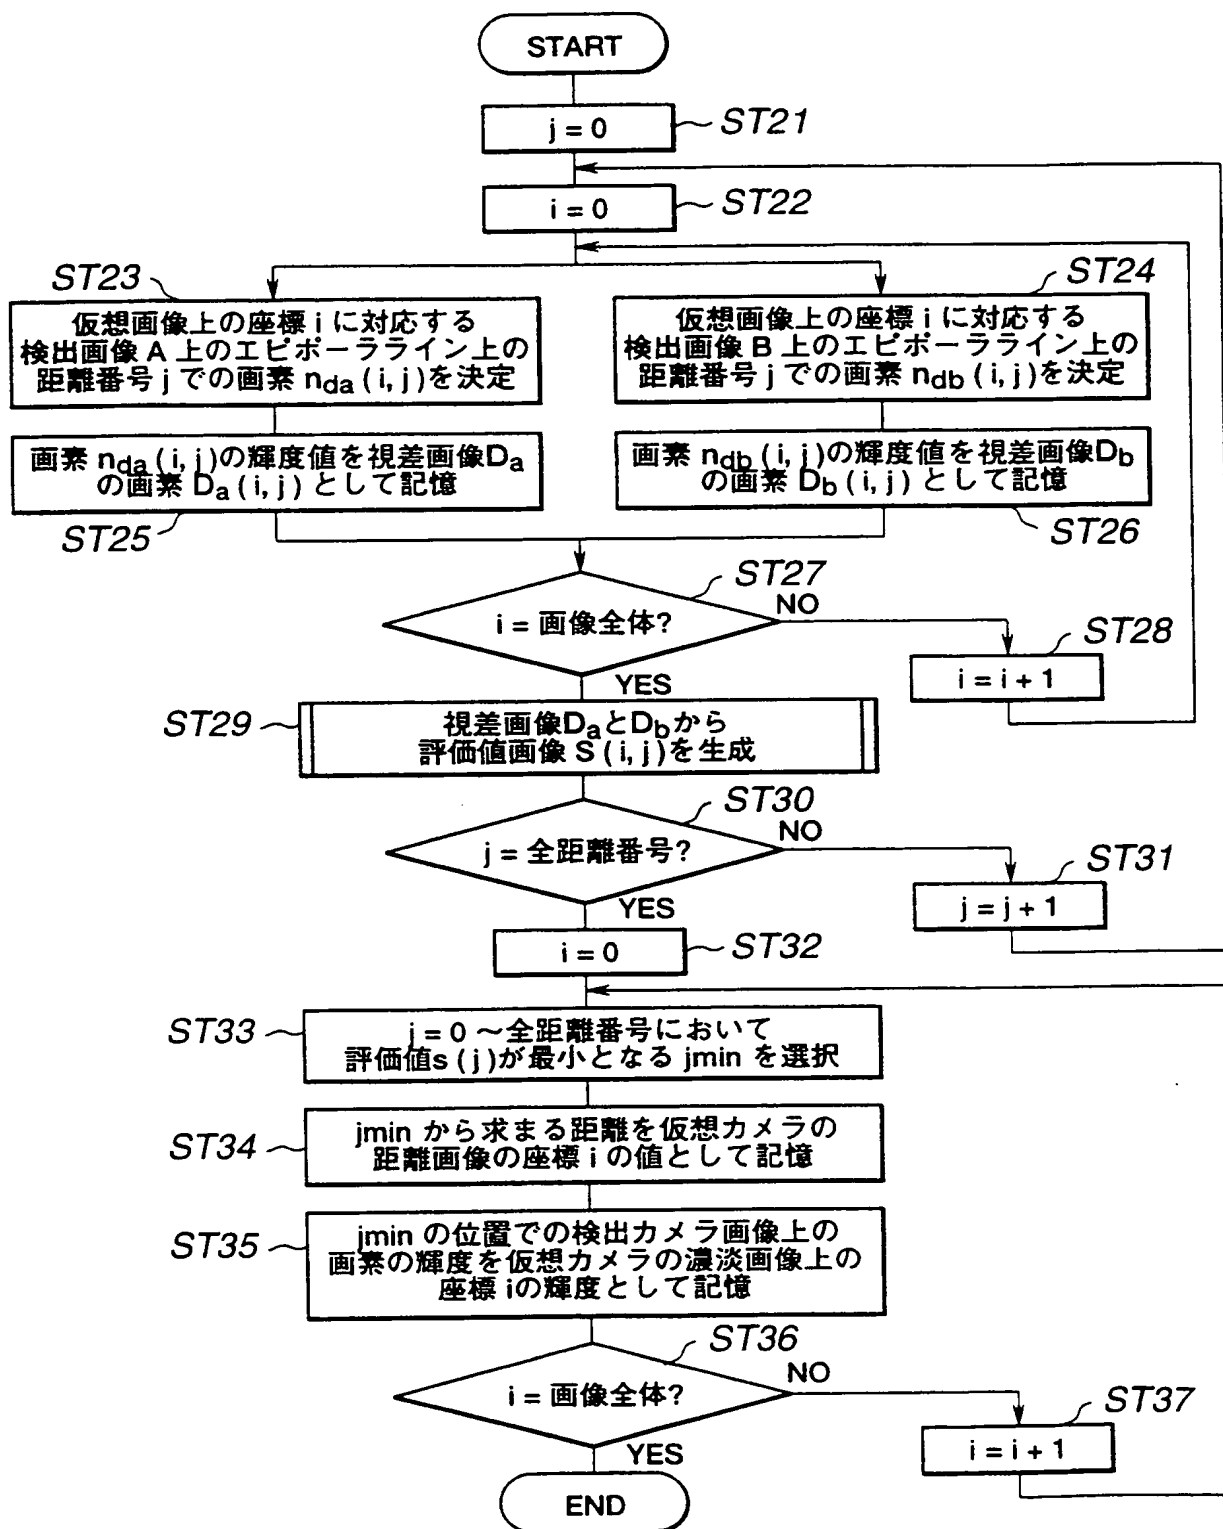 START
j = 0
ST21
i = 0
ST22
ST23
ST24
仮想画像上の座標 i に対応する
検出画像 A 上のエピポーラライン上の
距離番号 j での画素 nda ( i, j )を決定
仮想画像上の座標 i に対応する
検出画像 B 上のエピポーラライン上の
距離番号 j での画素 ndb ( i, j )を決定
画素 nda ( i, j )の輝度値を視差画像Da
の画素 Da ( i, j ) として記憶
画素 ndb ( i, j )の輝度値を視差画像Db
の画素 Db ( i, j ) として記憶
ST25
ST26
ST27
i = 画像全体?
NO
ST28
i = i + 1
YES
ST29
視差画像DaとDbから
評価値画像 S ( i, j )を生成
ST30
j = 全距離番号?
NO
ST31
j = j + 1
YES
i = 0
ST32
ST33
j = 0 ～全距離番号において
評価値s ( j )が最小となる jmin を選択
ST34
jmin から求まる距離を仮想カメラの
距離画像の座標 i の値として記憶
ST35
jmin の位置での検出カメラ画像上の
画素の輝度を仮想カメラの濃淡画像上の
座標 iの輝度として記憶
ST36
i = 画像全体?
NO
ST37
i = i + 1
YES
END